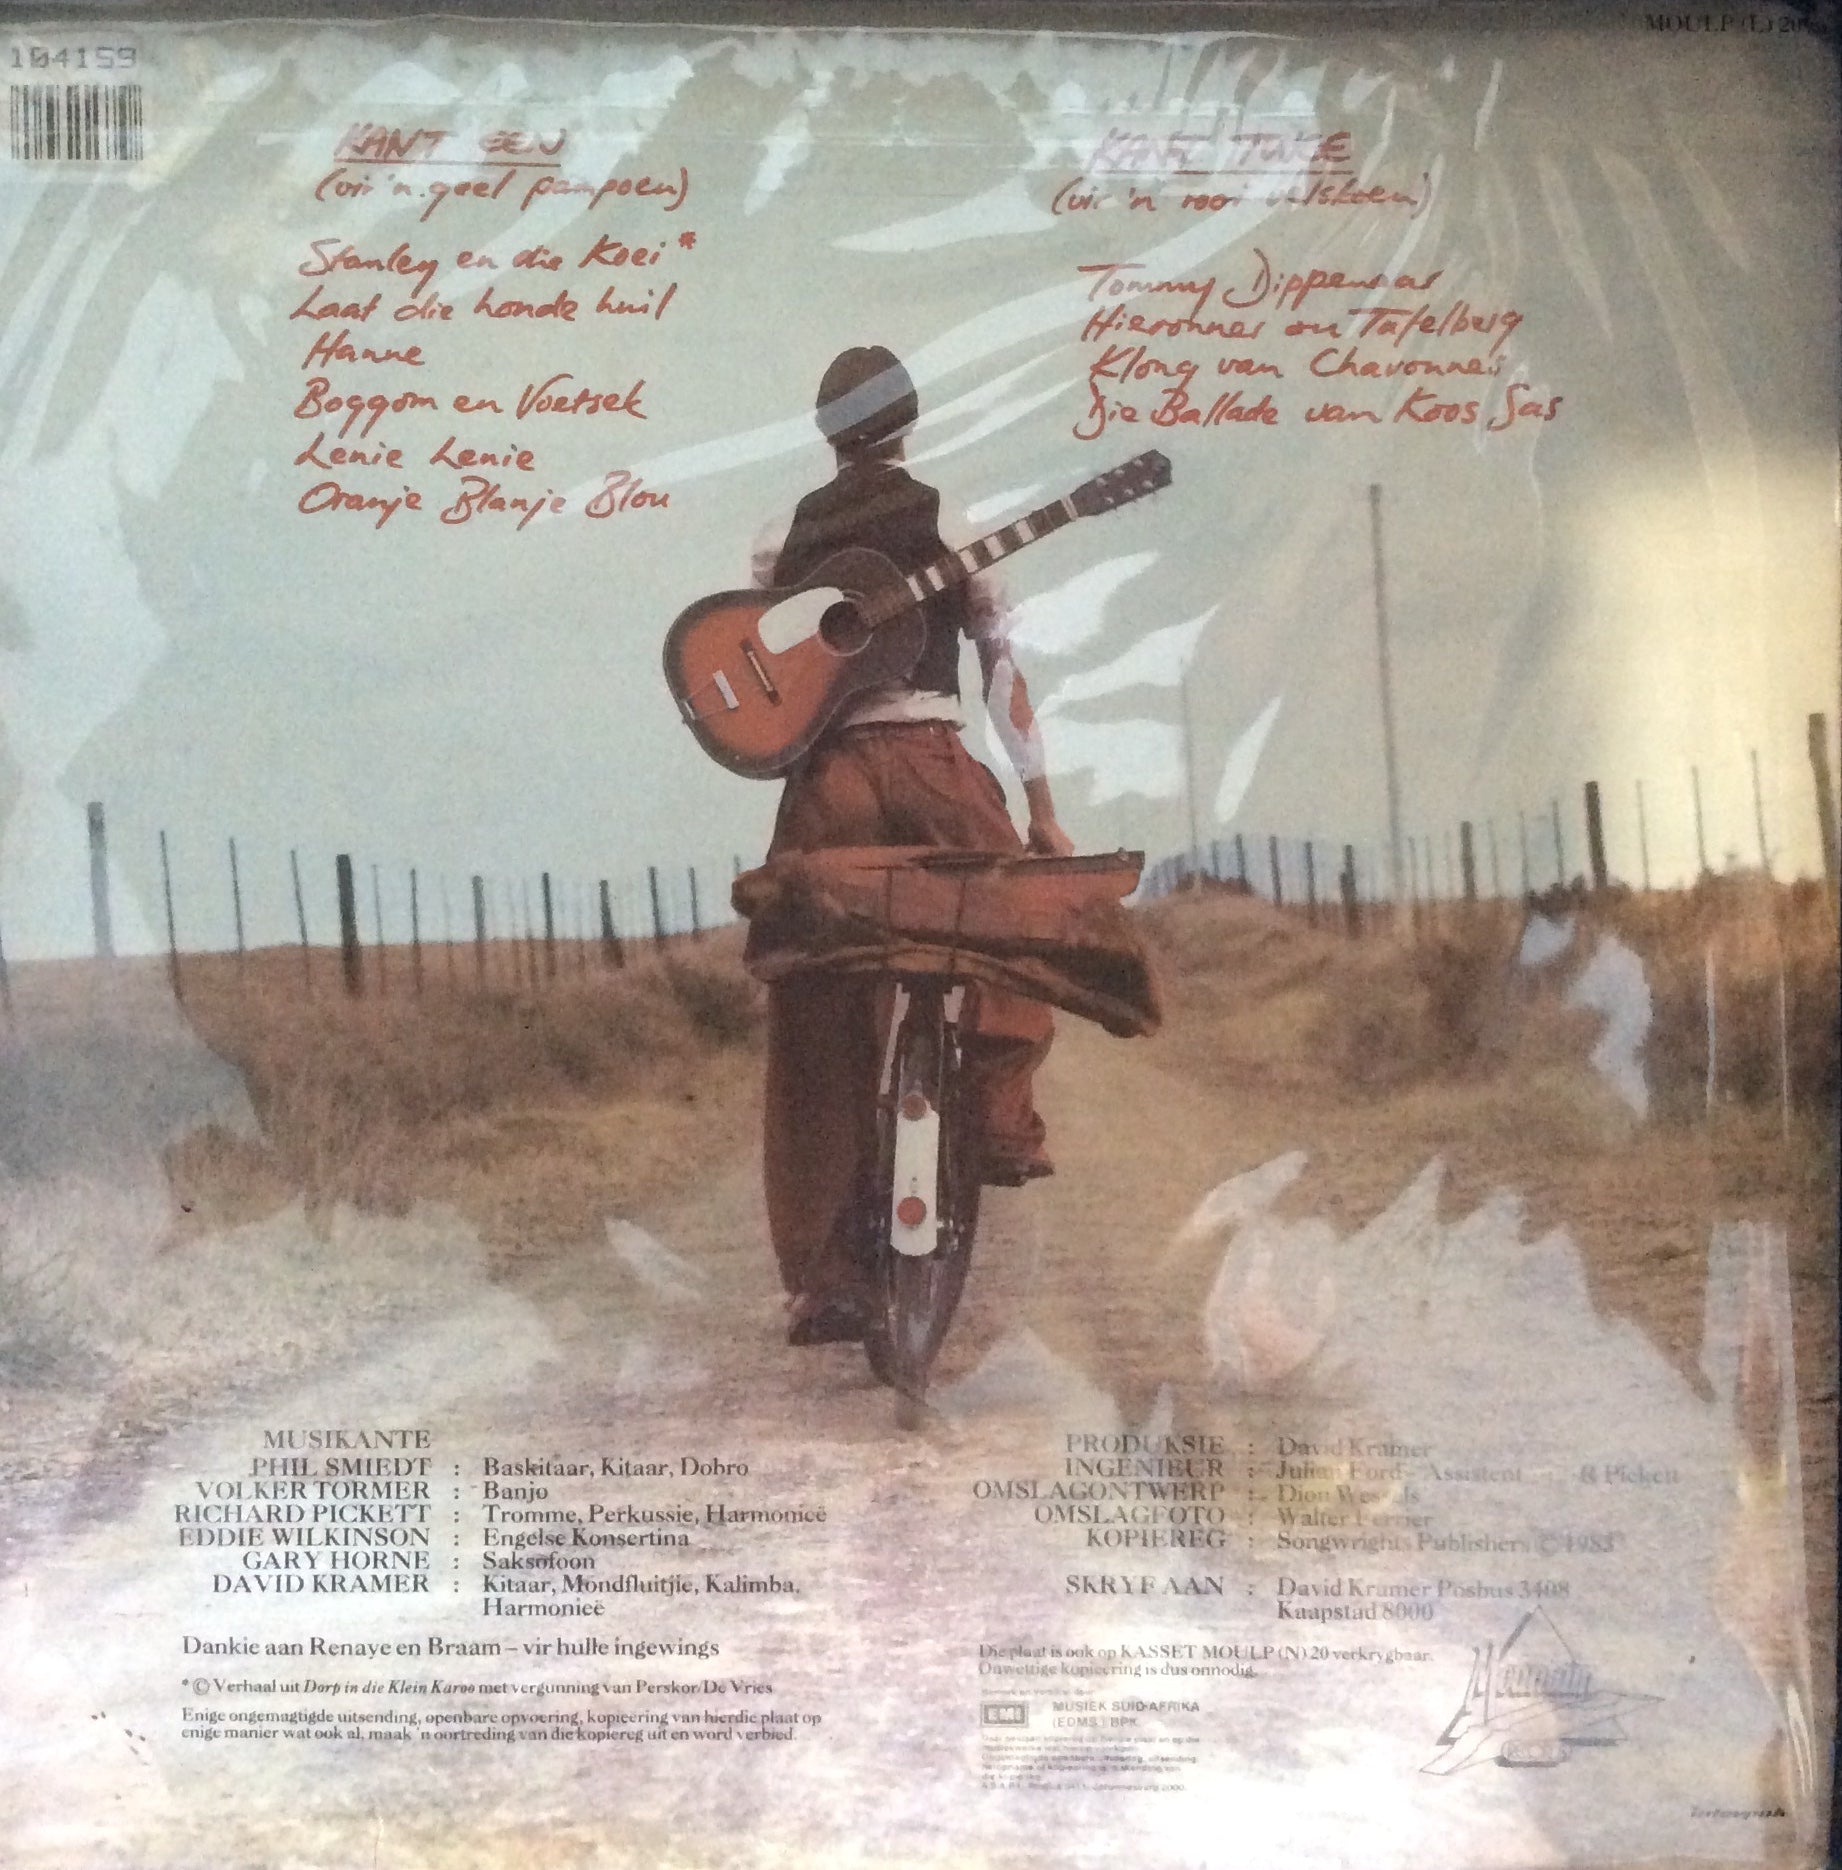 MOULP (L) 20
104159
KANT EEN
(vir 'n geel pampoen)
Stanley en die Koei *
Laat die honde huil
Hanne
Boggom en Voetsek
Lenie Lenie
Oranje Blanje Blou
KANT TWEE
(vir 'n rooi velskoen)
Tommy Dippenaar
Hieronner om Tafelberg
Klong van Chavonnes
Die Ballade van Koos Sas
MUSIKANTE
PHIL SMIEDT : Baskitaar, Kitaar, Dobro
VOLKER TORMER : Banjo
RICHARD PICKETT : Tromme, Perkussie, Harmonieë
EDDIE WILKINSON : Engelse Konsertina
GARY HORNE : Saksofoon
DAVID KRAMER : Kitaar, Mondfluitjie, Kalimba,
Harmonieë
Dankie aan Renaye en Braam – vir hulle ingewings
* © Verhaal uit Dorp in die Klein Karoo met vergunning van Perskor/De Vries
Enige ongemagtigde uitsending, openbare opvoering, kopieering van hierdie plaat op
enige manier wat ook al, maak 'n oortreding van die kopiereg uit en word verbied.
PRODUKSIE : David Kramer
INGENIEUR : Julian Ford – Assistent : R Pickett
OMSLAGONTWERP : Dion Wessels
OMSLAGFOTO : Walter
KOPIEREG : Songwrights Publishers © 1983
SKRYF AAN : David Kramer Posbus 3408
Kaapstad 8000
Die plaat is ook op KASSET MOULP (N) 20 verkrygbaar.
Onwettige kopieering is dus onnodig.
EMI MUSIEK SUID-AFRIKA
(EDMS.) BPK.
Mountain